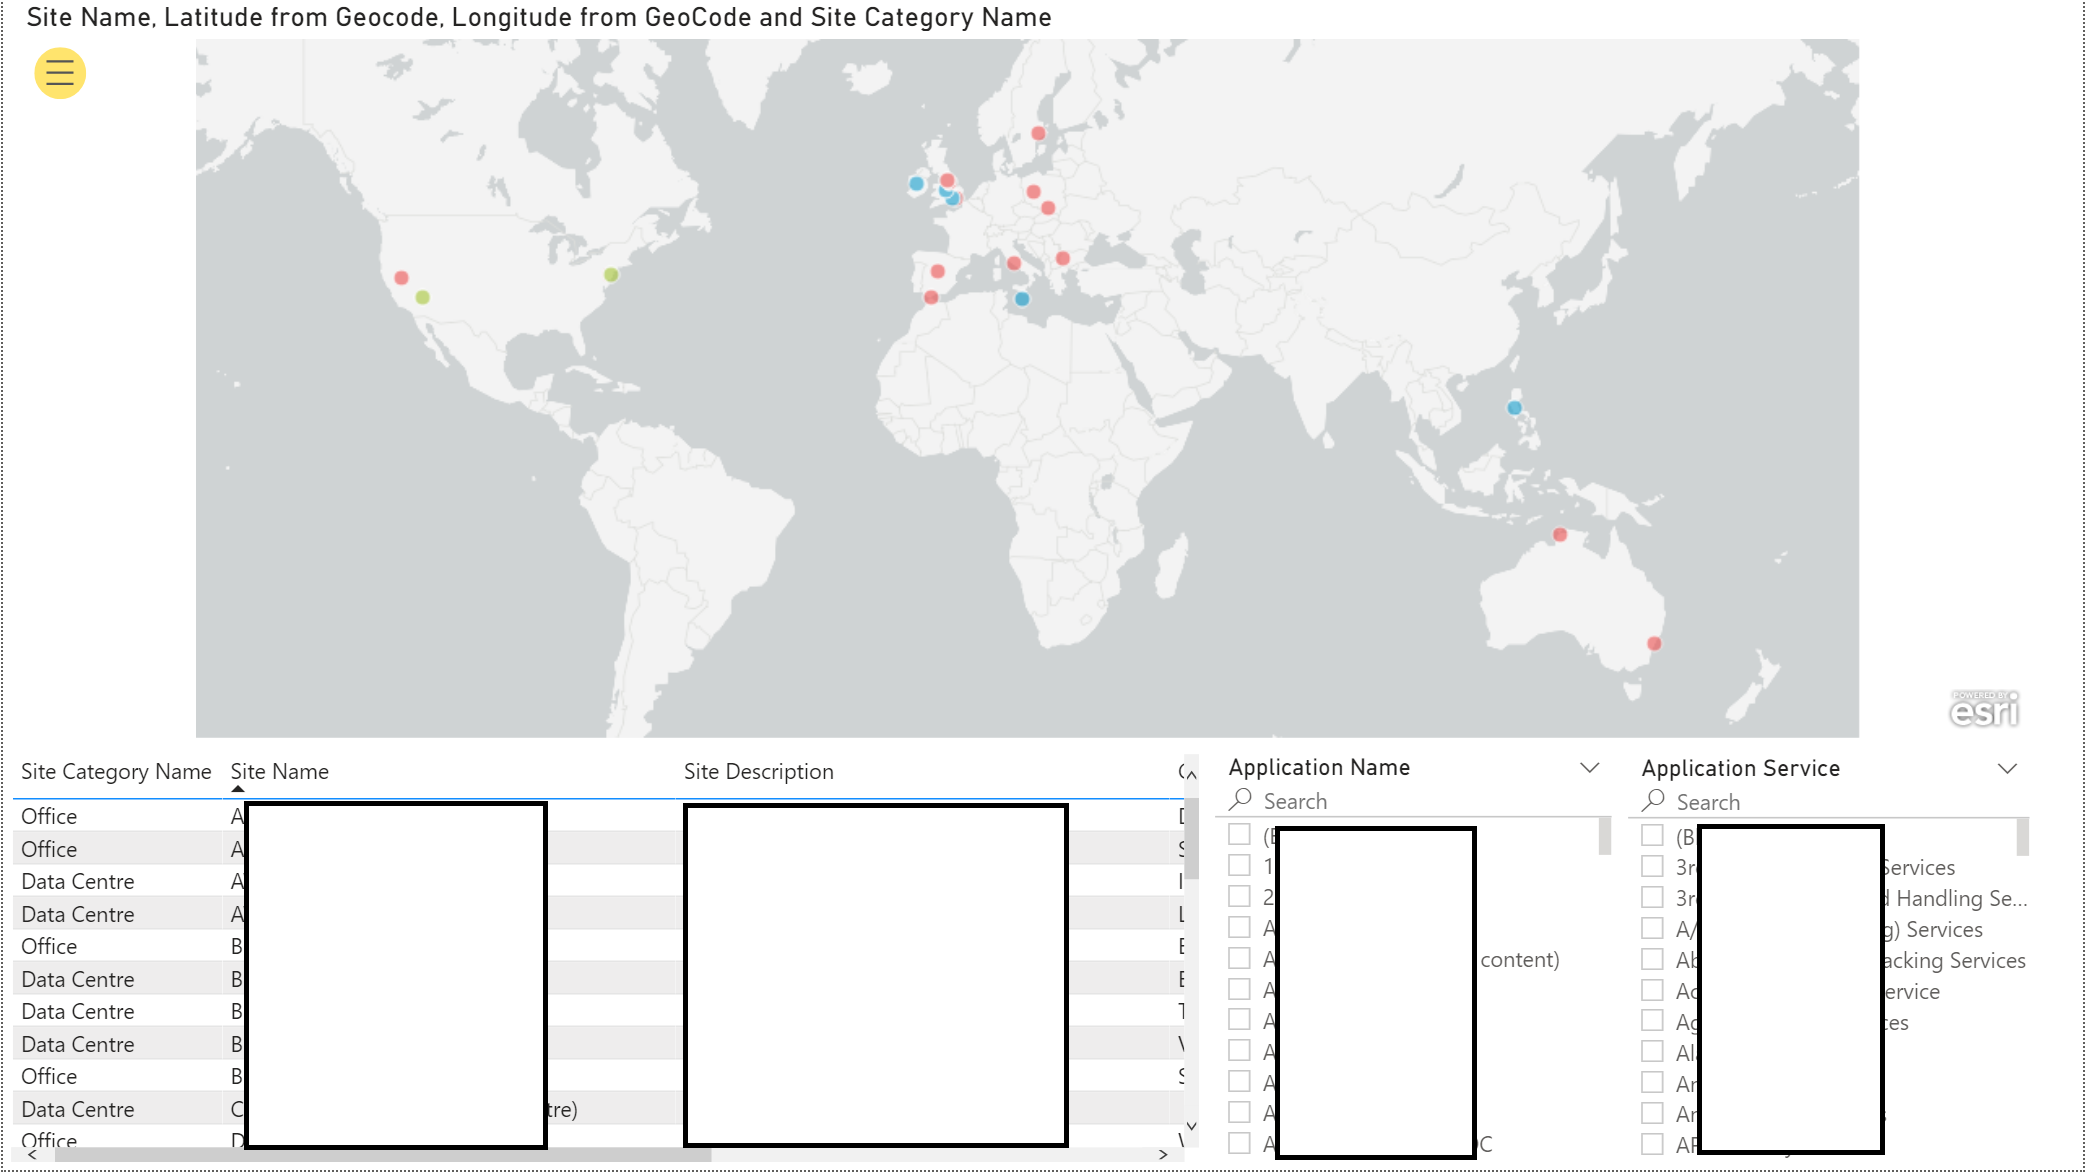 Site Name, Latitude from Geocode, Longitude from GeoCode and Site Category Name
POWERED BY
esri
Site Category Name Site Name Site Description
Office A
Office A
Data Centre A
Data Centre A
Office B
Data Centre B
Data Centre B
Data Centre B
Office B
Data Centre C tre)
Office D
Application Name
Search
(
1
2
A
A content)
A
A
A
A
A
A C
Application Service
Search
(B
3r Services
3r d Handling Se...
A/ g) Services
Ab acking Services
Ac ervice
Ag ces
Al
Ar
Ar s
AP